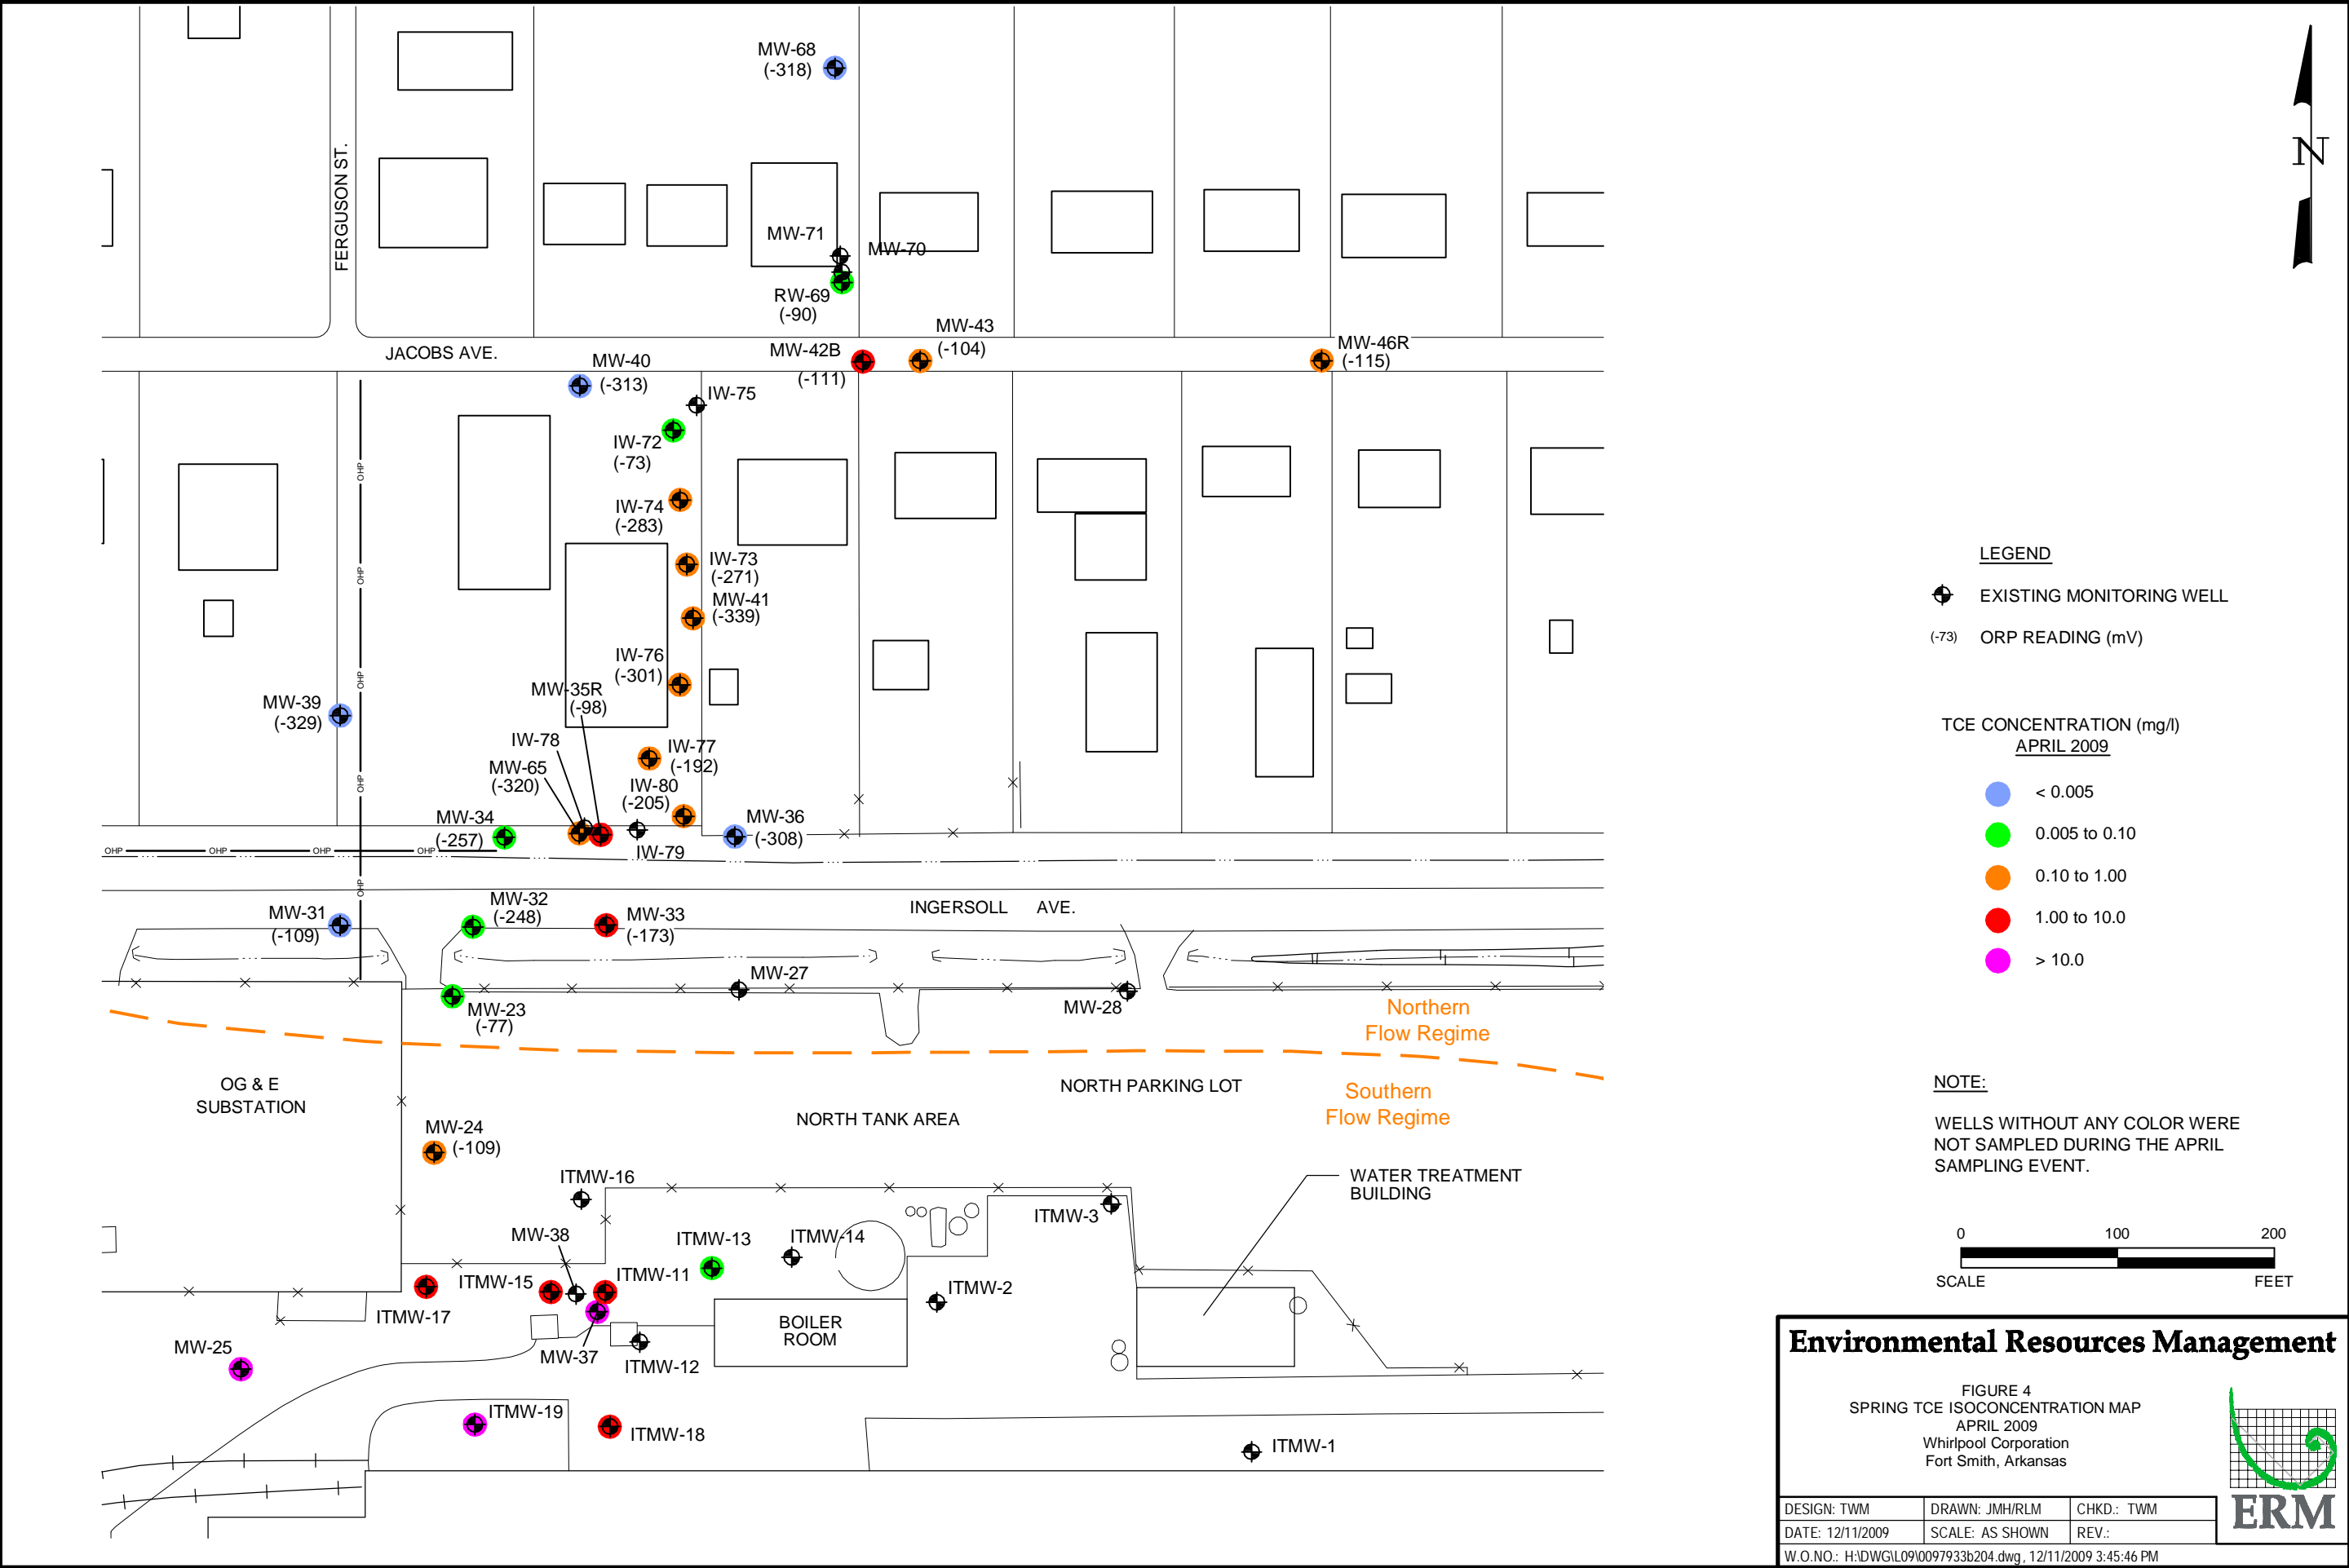 MW-68
(-318)
FERGUSON ST.
MW-71
MW-70
RW-69
(-90)
MW-43
(-104)
JACOBS AVE.
MW-42B
(-111)
MW-46R
(-115)
MW-40
(-313)
IW-75
IW-72
(-73)
IW-74
(-283)
IW-73
(-271)
MW-41
(-339)
IW-76
(-301)
MW-35R
(-98)
MW-39
(-329)
IW-78
IW-77
(-192)
MW-65
(-320)
IW-80
(-205)
MW-34
(-257)
MW-36
(-308)
IW-79
OHP
OHP
OHP
OHP
OHP
OHP OHP OHP OHP
MW-31
(-109)
MW-32
(-248)
MW-33
(-173)
INGERSOLL AVE.
MW-27
MW-28
MW-23
(-77)
Northern
Flow Regime
Southern
Flow Regime
OG & E
SUBSTATION
NORTH PARKING LOT
NORTH TANK AREA
MW-24
(-109)
ITMW-16
WATER TREATMENT
BUILDING
ITMW-3
MW-38
ITMW-13
ITMW-14
ITMW-15
ITMW-11
ITMW-2
ITMW-17
BOILER
ROOM
MW-25
MW-37
ITMW-12
ITMW-19
ITMW-18
ITMW-1
N
LEGEND
EXISTING MONITORING WELL
(-73) ORP READING (mV)
TCE CONCENTRATION (mg/l)
APRIL 2009
< 0.005
0.005 to 0.10
0.10 to 1.00
1.00 to 10.0
> 10.0
NOTE:
WELLS WITHOUT ANY COLOR WERE
NOT SAMPLED DURING THE APRIL
SAMPLING EVENT.
0 100 200
SCALE FEET
Environmental Resources Management
FIGURE 4
SPRING TCE ISOCONCENTRATION MAP
APRIL 2009
Whirlpool Corporation
Fort Smith, Arkansas
ERM
DESIGN: TWM DRAWN: JMH/RLM CHKD.: TWM
DATE: 12/11/2009 SCALE: AS SHOWN REV.:
W.O.NO.: H:\DWG\L09\0097933b204.dwg, 12/11/2009 3:45:46 PM